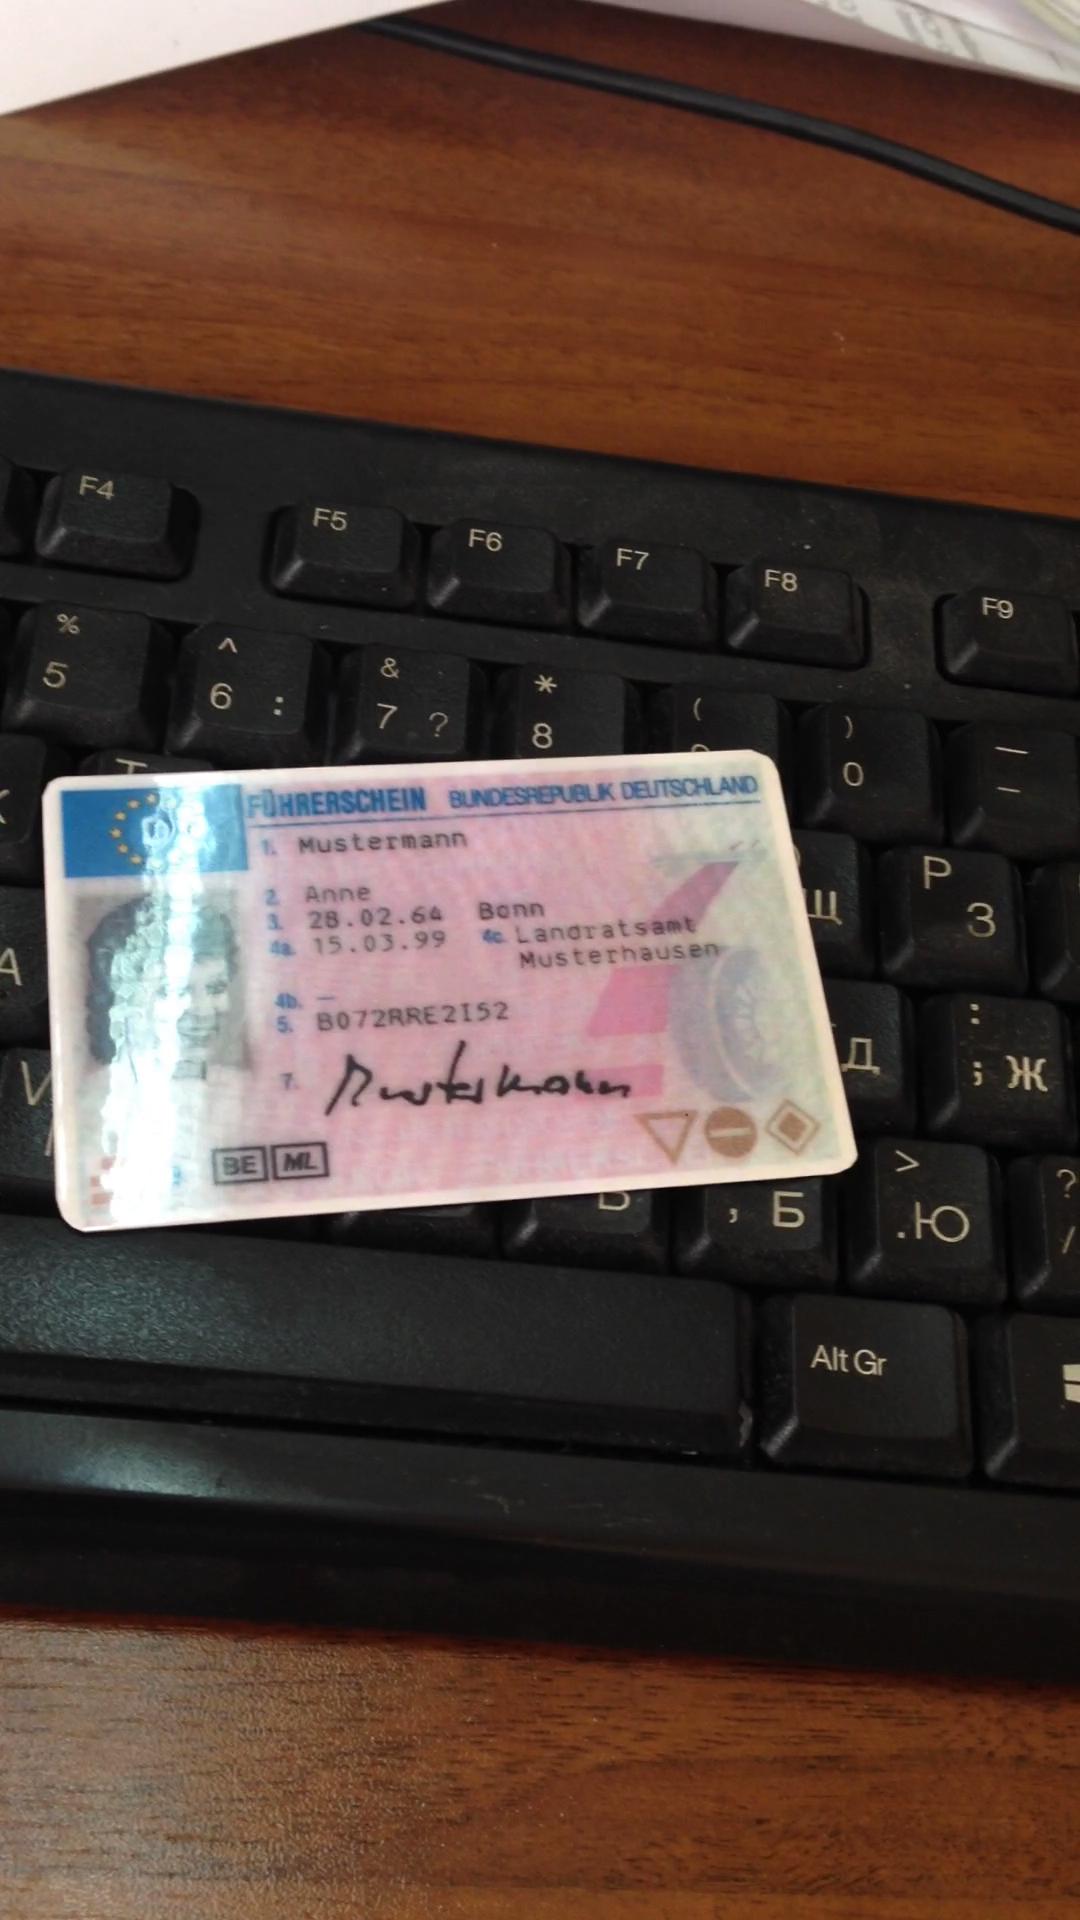 F4
F5
F6
F7
F8
F9
%
5
^
6 :
&
7 ?
*
8
(
)
0
FÜHRERSCHEIN BUNDESREPUBLIK DEUTSCHLAND
1. Mustermann
2. Anne
3. 28.02.64 Bonn
4a. 15.03.99 4c. Landratsamt
Musterhausen
4b. –
5. B072RRE2I52
7. Mustermann
BE ML
P
З
Щ
A
Д
:
; Ж
V
, Б
>
.Ю
?
/
Alt Gr